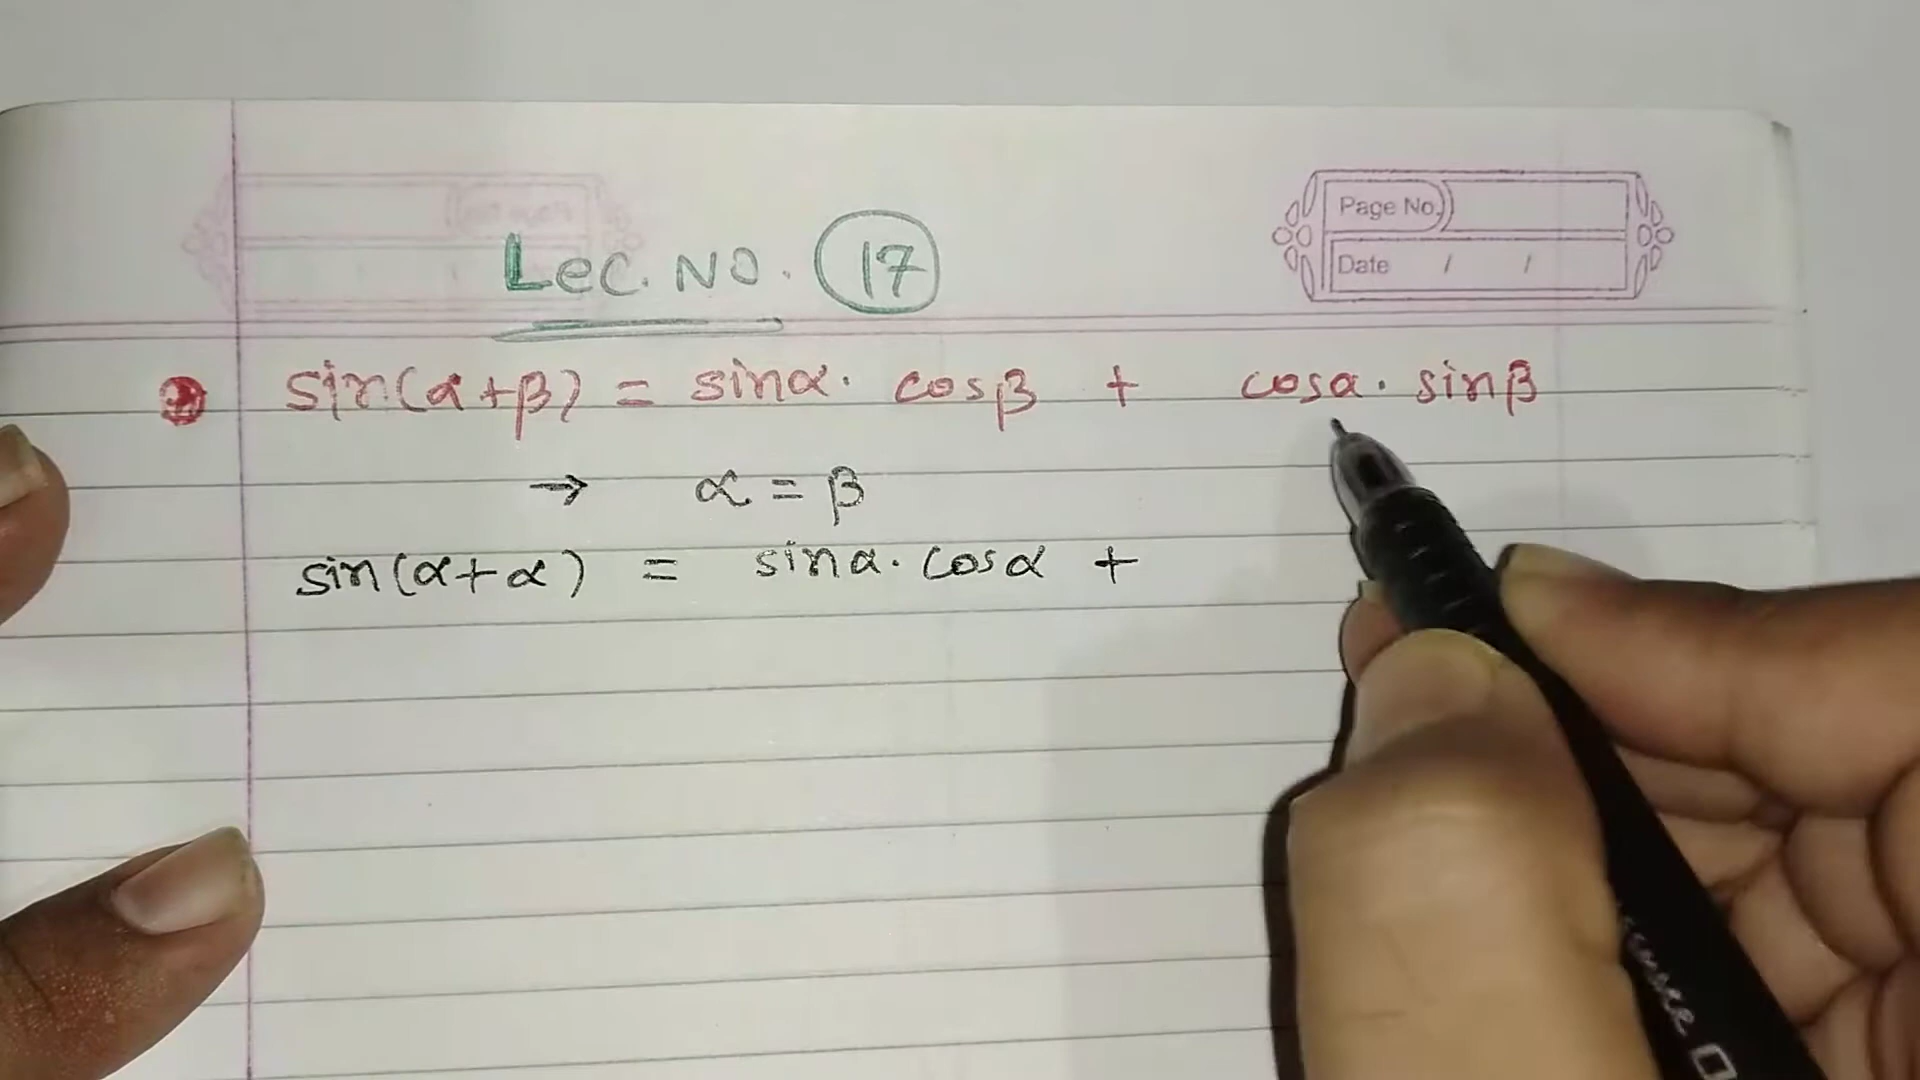 Page No.
Date / /
Lec. No. 17
sin(α+β) = sinα. cosβ + cosα. sinβ
→ α = β
sin(α+α) = sinα. cosα +